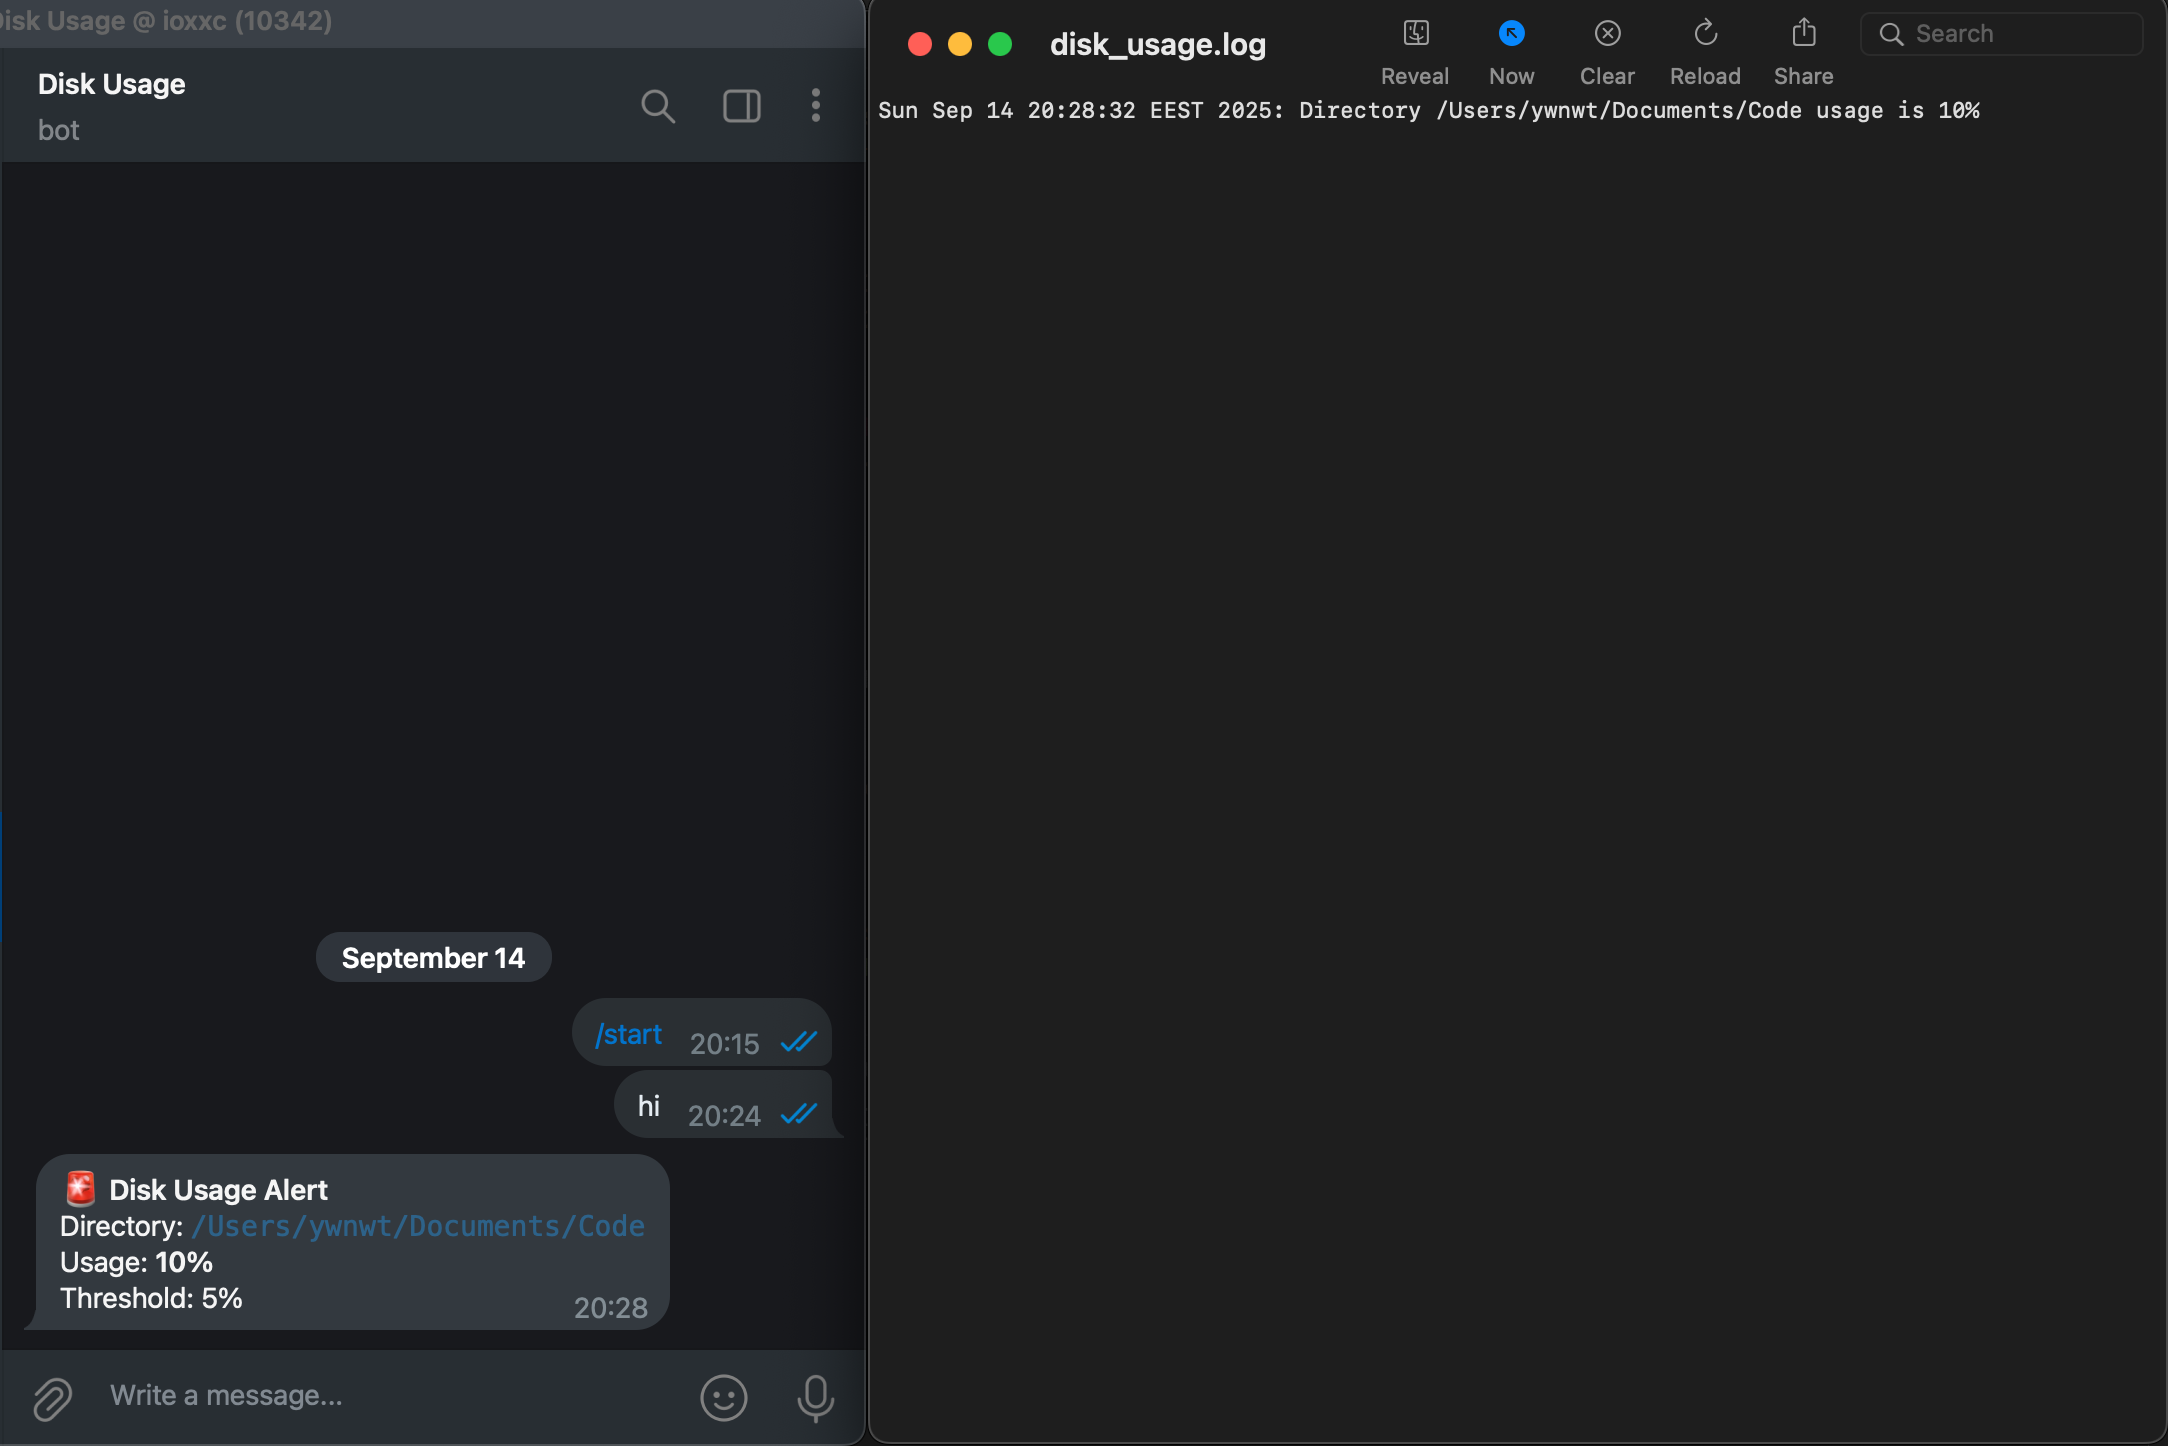 Disk Usage @ ioxxc (10342)
Disk Usage
bot
September 14
/start 20:15
hi 20:24
🚨 Disk Usage Alert
Directory: /Users/ywnwt/Documents/Code
Usage: 10%
Threshold: 5%
20:28
Write a message...
disk_usage.log
Reveal
Now
Clear
Reload
Share
Search
Sun Sep 14 20:28:32 EEST 2025: Directory /Users/ywnwt/Documents/Code usage is 10%